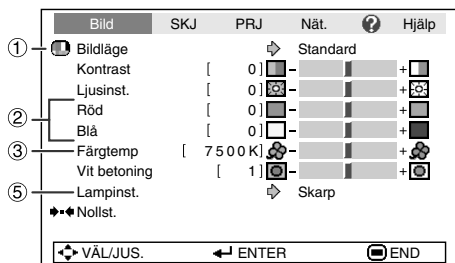 Bild SKJ PRJ Nät. ? Hjälp
① Bildläge Standard
Kontrast [ 0] - +
Ljusinst. [ 0] - +
② Röd [ 0] - +
Blå [ 0] - +
③ Färgtemp [ 7500K] - +
Vit betoning [ 1] - +
⑤ Lampinst. Skarp
Nollst.
VÄL/JUS. ENTER END